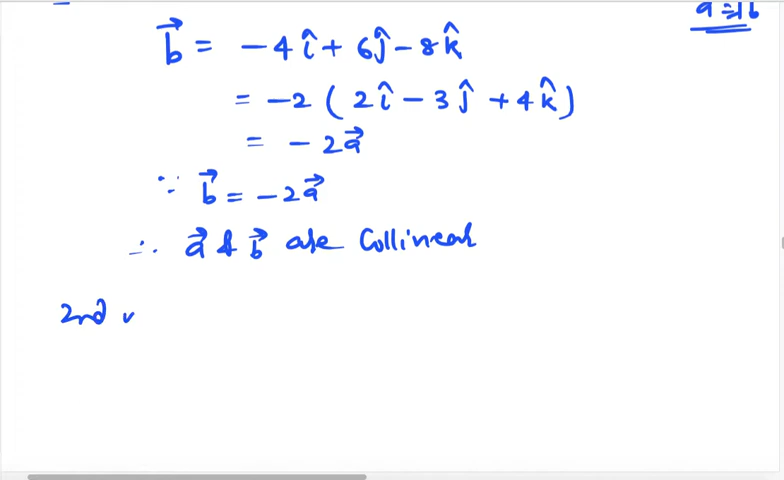 b⃗ = -4î + 6ĵ - 8k̂
= -2 ( 2î - 3ĵ + 4k̂ )
= - 2a⃗
∵ b⃗ = -2a⃗
∴ a⃗ & b⃗ are Collinear
2nd